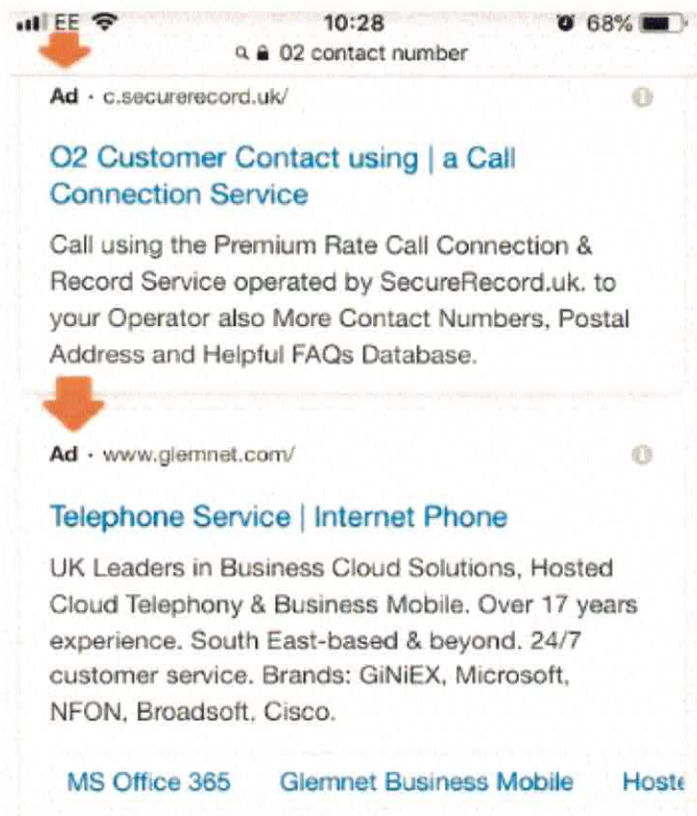 EE 10:28 68%
02 contact number
Ad · c.securerecord.uk/
O2 Customer Contact using | a Call
Connection Service
Call using the Premium Rate Call Connection &
Record Service operated by SecureRecord.uk. to
your Operator also More Contact Numbers, Postal
Address and Helpful FAQs Database.
Ad · www.glemnet.com/
Telephone Service | Internet Phone
UK Leaders in Business Cloud Solutions, Hosted
Cloud Telephony & Business Mobile. Over 17 years
experience. South East-based & beyond. 24/7
customer service. Brands: GiNiEX, Microsoft,
NFON, Broadsoft, Cisco.
MS Office 365 Glemnet Business Mobile Hoste